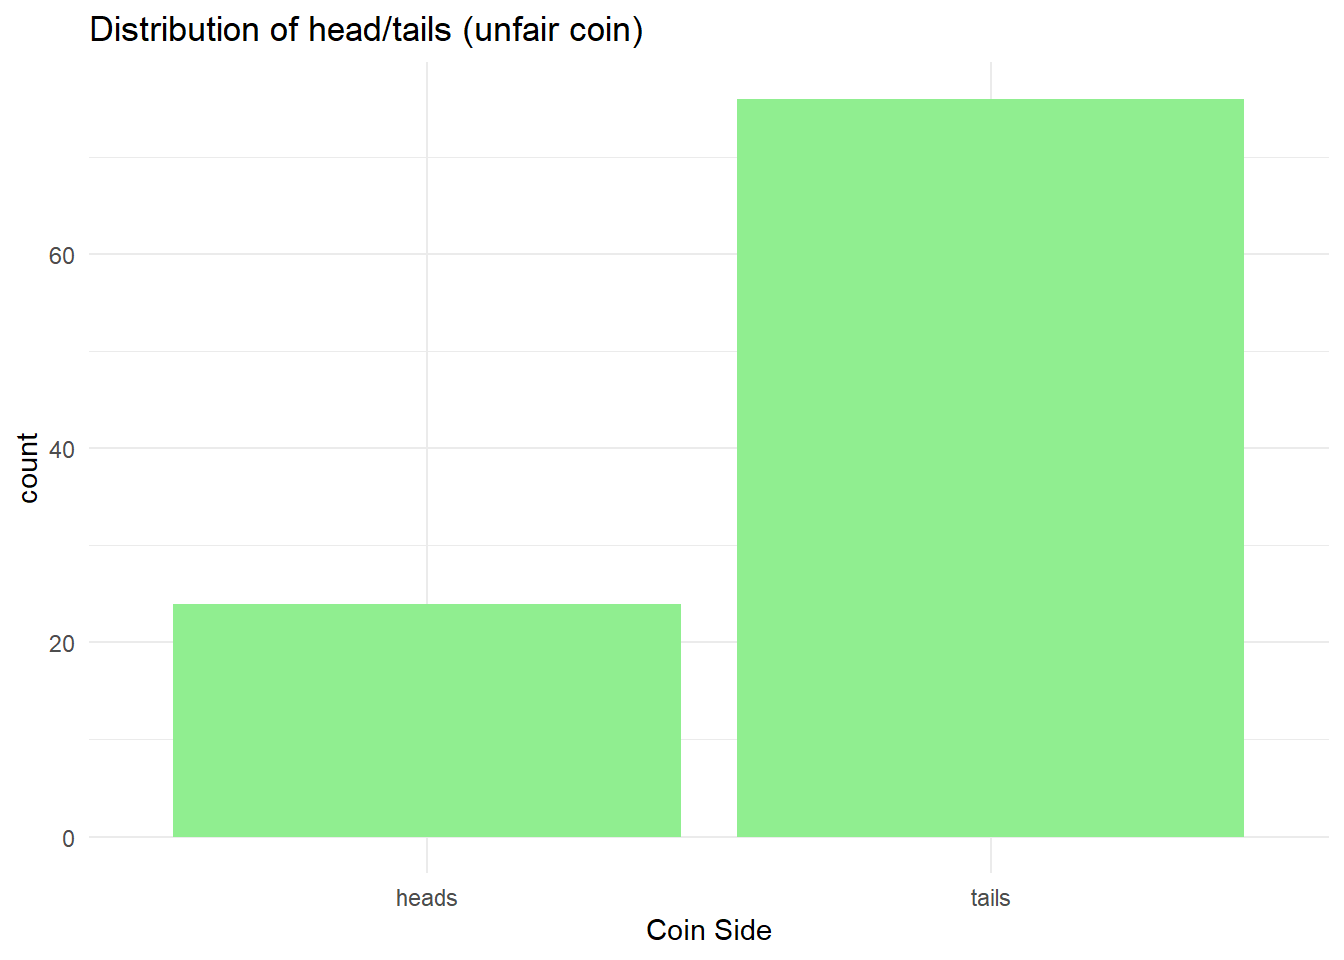 Distribution of head/tails (unfair coin)
count
60
40
20
0
heads
tails
Coin Side